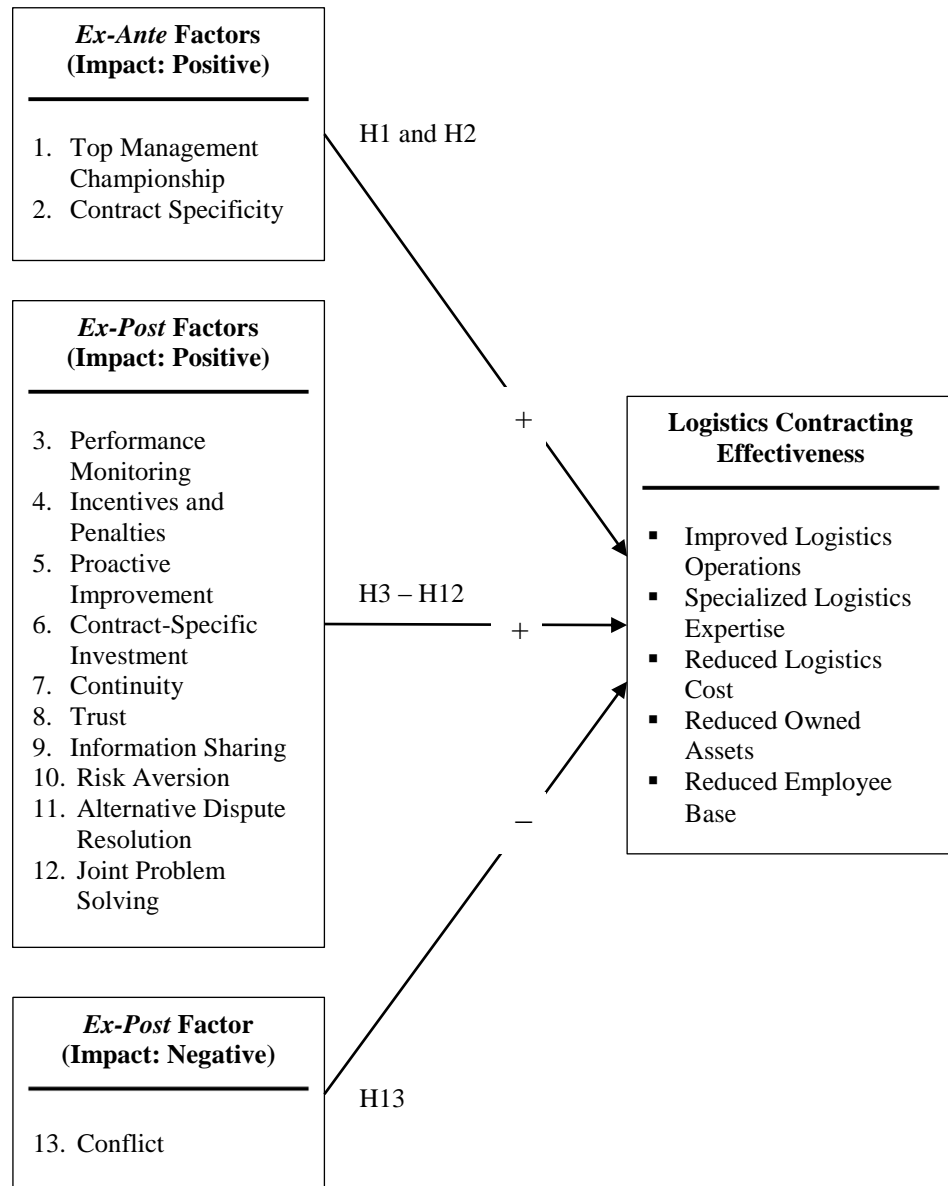 Ex-Ante Factors
(Impact: Positive)
1. Top Management
Championship
2. Contract Specificity
H1 and H2
+
Ex-Post Factors
(Impact: Positive)
3. Performance
Monitoring
4. Incentives and
Penalties
5. Proactive
Improvement
6. Contract-Specific
Investment
7. Continuity
8. Trust
9. Information Sharing
10. Risk Aversion
11. Alternative Dispute
Resolution
12. Joint Problem
Solving
H3 – H12
+
Ex-Post Factor
(Impact: Negative)
13. Conflict
H13
–
Logistics Contracting
Effectiveness
▪ Improved Logistics
Operations
▪ Specialized Logistics
Expertise
▪ Reduced Logistics
Cost
▪ Reduced Owned
Assets
▪ Reduced Employee
Base